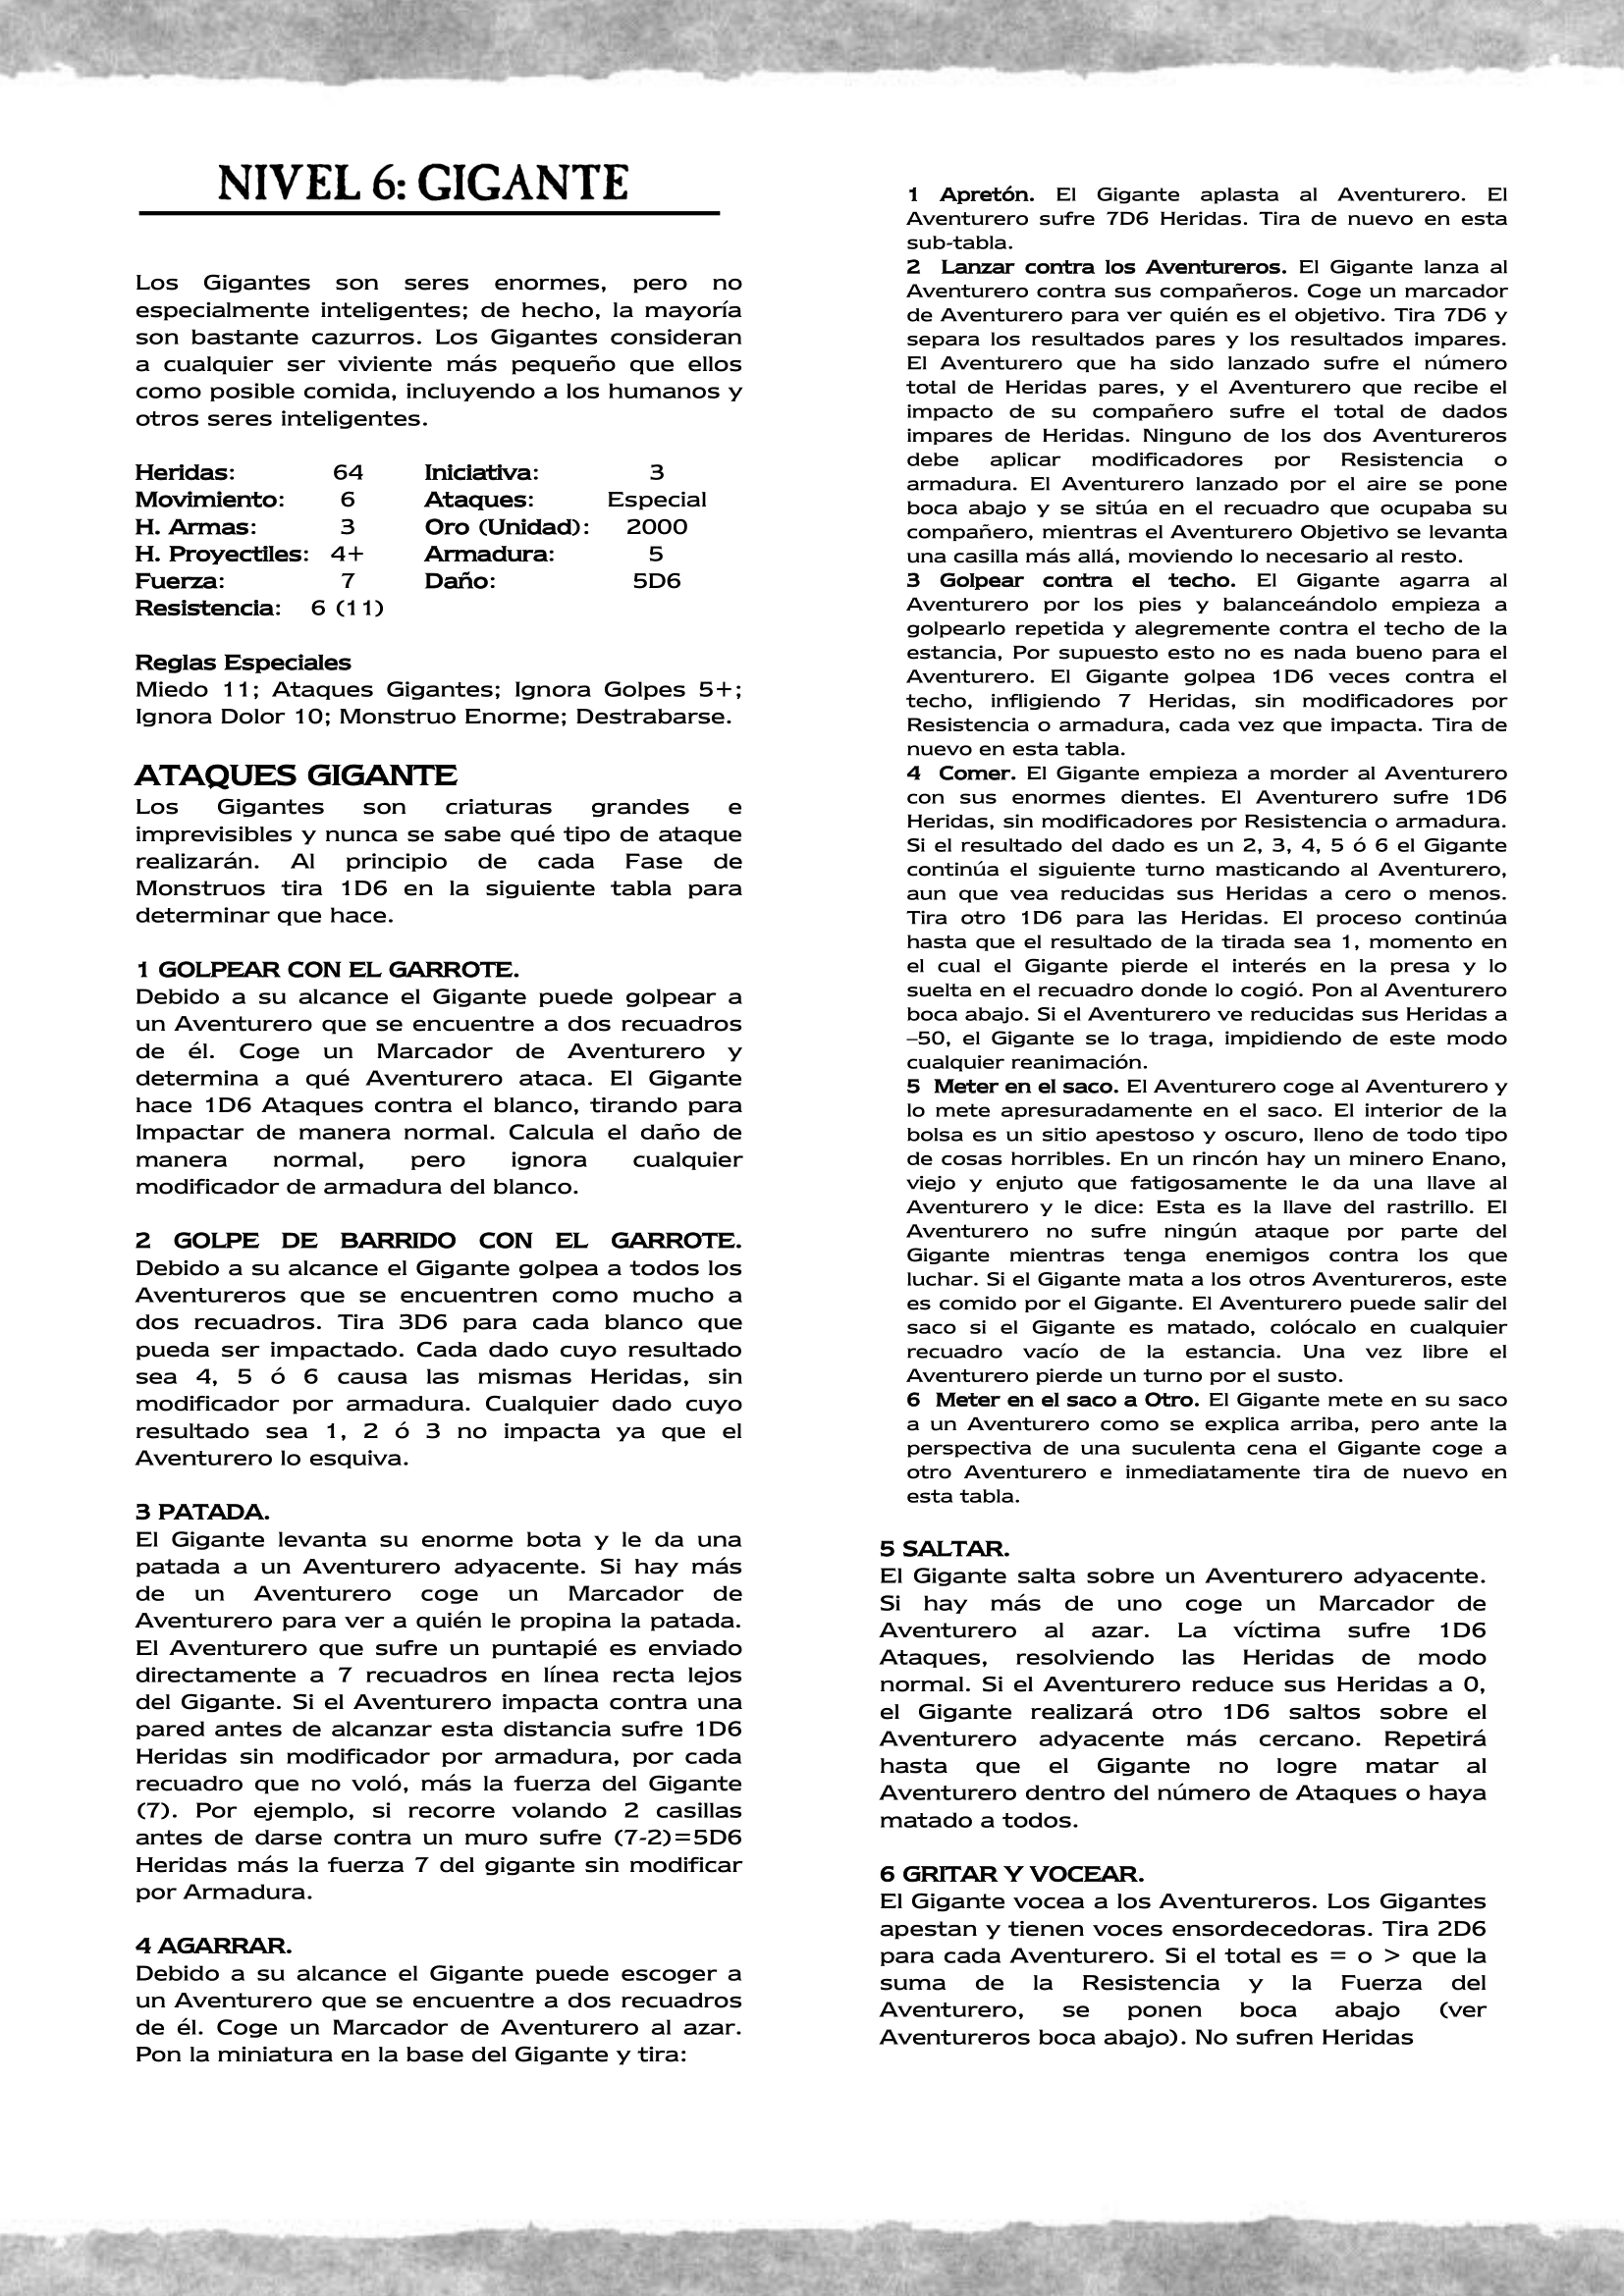 NIVEL 6: GIGANTE
Los Gigantes son seres enormes, pero no
especialmente inteligentes; de hecho, la mayoría
son bastante cazurros. Los Gigantes consideran
a cualquier ser viviente más pequeño que ellos
como posible comida, incluyendo a los humanos y
otros seres inteligentes.
Heridas: 64 Iniciativa: 3
Movimiento: 6 Ataques: Especial
H. Armas: 3 Oro (Unidad): 2000
H. Proyectiles: 4+ Armadura: 5
Fuerza: 7 Daño: 5D6
Resistencia: 6 (11)
Reglas Especiales
Miedo 11; Ataques Gigantes; Ignora Golpes 5+;
Ignora Dolor 10; Monstruo Enorme; Destrabarse.
ATAQUES GIGANTE
Los Gigantes son criaturas grandes e
imprevisibles y nunca se sabe qué tipo de ataque
realizarán. Al principio de cada Fase de
Monstruos tira 1D6 en la siguiente tabla para
determinar que hace.
1 GOLPEAR CON EL GARROTE.
Debido a su alcance el Gigante puede golpear a
un Aventurero que se encuentre a dos recuadros
de él. Coge un Marcador de Aventurero y
determina a qué Aventurero ataca. El Gigante
hace 1D6 Ataques contra el blanco, tirando para
Impactar de manera normal. Calcula el daño de
manera normal, pero ignora cualquier
modificador de armadura del blanco.
2 GOLPE DE BARRIDO CON EL GARROTE.
Debido a su alcance el Gigante golpea a todos los
Aventureros que se encuentren como mucho a
dos recuadros. Tira 3D6 para cada blanco que
pueda ser impactado. Cada dado cuyo resultado
sea 4, 5 ó 6 causa las mismas Heridas, sin
modificador por armadura. Cualquier dado cuyo
resultado sea 1, 2 ó 3 no impacta ya que el
Aventurero lo esquiva.
3 PATADA.
El Gigante levanta su enorme bota y le da una
patada a un Aventurero adyacente. Si hay más
de un Aventurero coge un Marcador de
Aventurero para ver a quién le propina la patada.
El Aventurero que sufre un puntapié es enviado
directamente a 7 recuadros en línea recta lejos
del Gigante. Si el Aventurero impacta contra una
pared antes de alcanzar esta distancia sufre 1D6
Heridas sin modificador por armadura, por cada
recuadro que no voló, más la fuerza del Gigante
(7). Por ejemplo, si recorre volando 2 casillas
antes de darse contra un muro sufre (7-2)=5D6
Heridas más la fuerza 7 del gigante sin modificar
por Armadura.
4 AGARRAR.
Debido a su alcance el Gigante puede escoger a
un Aventurero que se encuentre a dos recuadros
de él. Coge un Marcador de Aventurero al azar.
Pon la miniatura en la base del Gigante y tira:
1 Apretón. El Gigante aplasta al Aventurero. El
Aventurero sufre 7D6 Heridas. Tira de nuevo en esta
sub-tabla.
2 Lanzar contra los Aventureros. El Gigante lanza al
Aventurero contra sus compañeros. Coge un marcador
de Aventurero para ver quién es el objetivo. Tira 7D6 y
separa los resultados pares y los resultados impares.
El Aventurero que ha sido lanzado sufre el número
total de Heridas pares, y el Aventurero que recibe el
impacto de su compañero sufre el total de dados
impares de Heridas. Ninguno de los dos Aventureros
debe aplicar modificadores por Resistencia o
armadura. El Aventurero lanzado por el aire se pone
boca abajo y se sitúa en el recuadro que ocupaba su
compañero, mientras el Aventurero Objetivo se levanta
una casilla más allá, moviendo lo necesario al resto.
3 Golpear contra el techo. El Gigante agarra al
Aventurero por los pies y balanceándolo empieza a
golpearlo repetida y alegremente contra el techo de la
estancia, Por supuesto esto no es nada bueno para el
Aventurero. El Gigante golpea 1D6 veces contra el
techo, infligiendo 7 Heridas, sin modificadores por
Resistencia o armadura, cada vez que impacta. Tira de
nuevo en esta tabla.
4 Comer. El Gigante empieza a morder al Aventurero
con sus enormes dientes. El Aventurero sufre 1D6
Heridas, sin modificadores por Resistencia o armadura.
Si el resultado del dado es un 2, 3, 4, 5 ó 6 el Gigante
continúa el siguiente turno masticando al Aventurero,
aun que vea reducidas sus Heridas a cero o menos.
Tira otro 1D6 para las Heridas. El proceso continúa
hasta que el resultado de la tirada sea 1, momento en
el cual el Gigante pierde el interés en la presa y lo
suelta en el recuadro donde lo cogió. Pon al Aventurero
boca abajo. Si el Aventurero ve reducidas sus Heridas a
–50, el Gigante se lo traga, impidiendo de este modo
cualquier reanimación.
5 Meter en el saco. El Aventurero coge al Aventurero y
lo mete apresuradamente en el saco. El interior de la
bolsa es un sitio apestoso y oscuro, lleno de todo tipo
de cosas horribles. En un rincón hay un minero Enano,
viejo y enjuto que fatigosamente le da una llave al
Aventurero y le dice: Esta es la llave del rastrillo. El
Aventurero no sufre ningún ataque por parte del
Gigante mientras tenga enemigos contra los que
luchar. Si el Gigante mata a los otros Aventureros, este
es comido por el Gigante. El Aventurero puede salir del
saco si el Gigante es matado, colócalo en cualquier
recuadro vacío de la estancia. Una vez libre el
Aventurero pierde un turno por el susto.
6 Meter en el saco a Otro. El Gigante mete en su saco
a un Aventurero como se explica arriba, pero ante la
perspectiva de una suculenta cena el Gigante coge a
otro Aventurero e inmediatamente tira de nuevo en
esta tabla.
5 SALTAR.
El Gigante salta sobre un Aventurero adyacente.
Si hay más de uno coge un Marcador de
Aventurero al azar. La víctima sufre 1D6
Ataques, resolviendo las Heridas de modo
normal. Si el Aventurero reduce sus Heridas a 0,
el Gigante realizará otro 1D6 saltos sobre el
Aventurero adyacente más cercano. Repetirá
hasta que el Gigante no logre matar al
Aventurero dentro del número de Ataques o haya
matado a todos.
6 GRITAR Y VOCEAR.
El Gigante vocea a los Aventureros. Los Gigantes
apestan y tienen voces ensordecedoras. Tira 2D6
para cada Aventurero. Si el total es = o > que la
suma de la Resistencia y la Fuerza del
Aventurero, se ponen boca abajo (ver
Aventureros boca abajo). No sufren Heridas